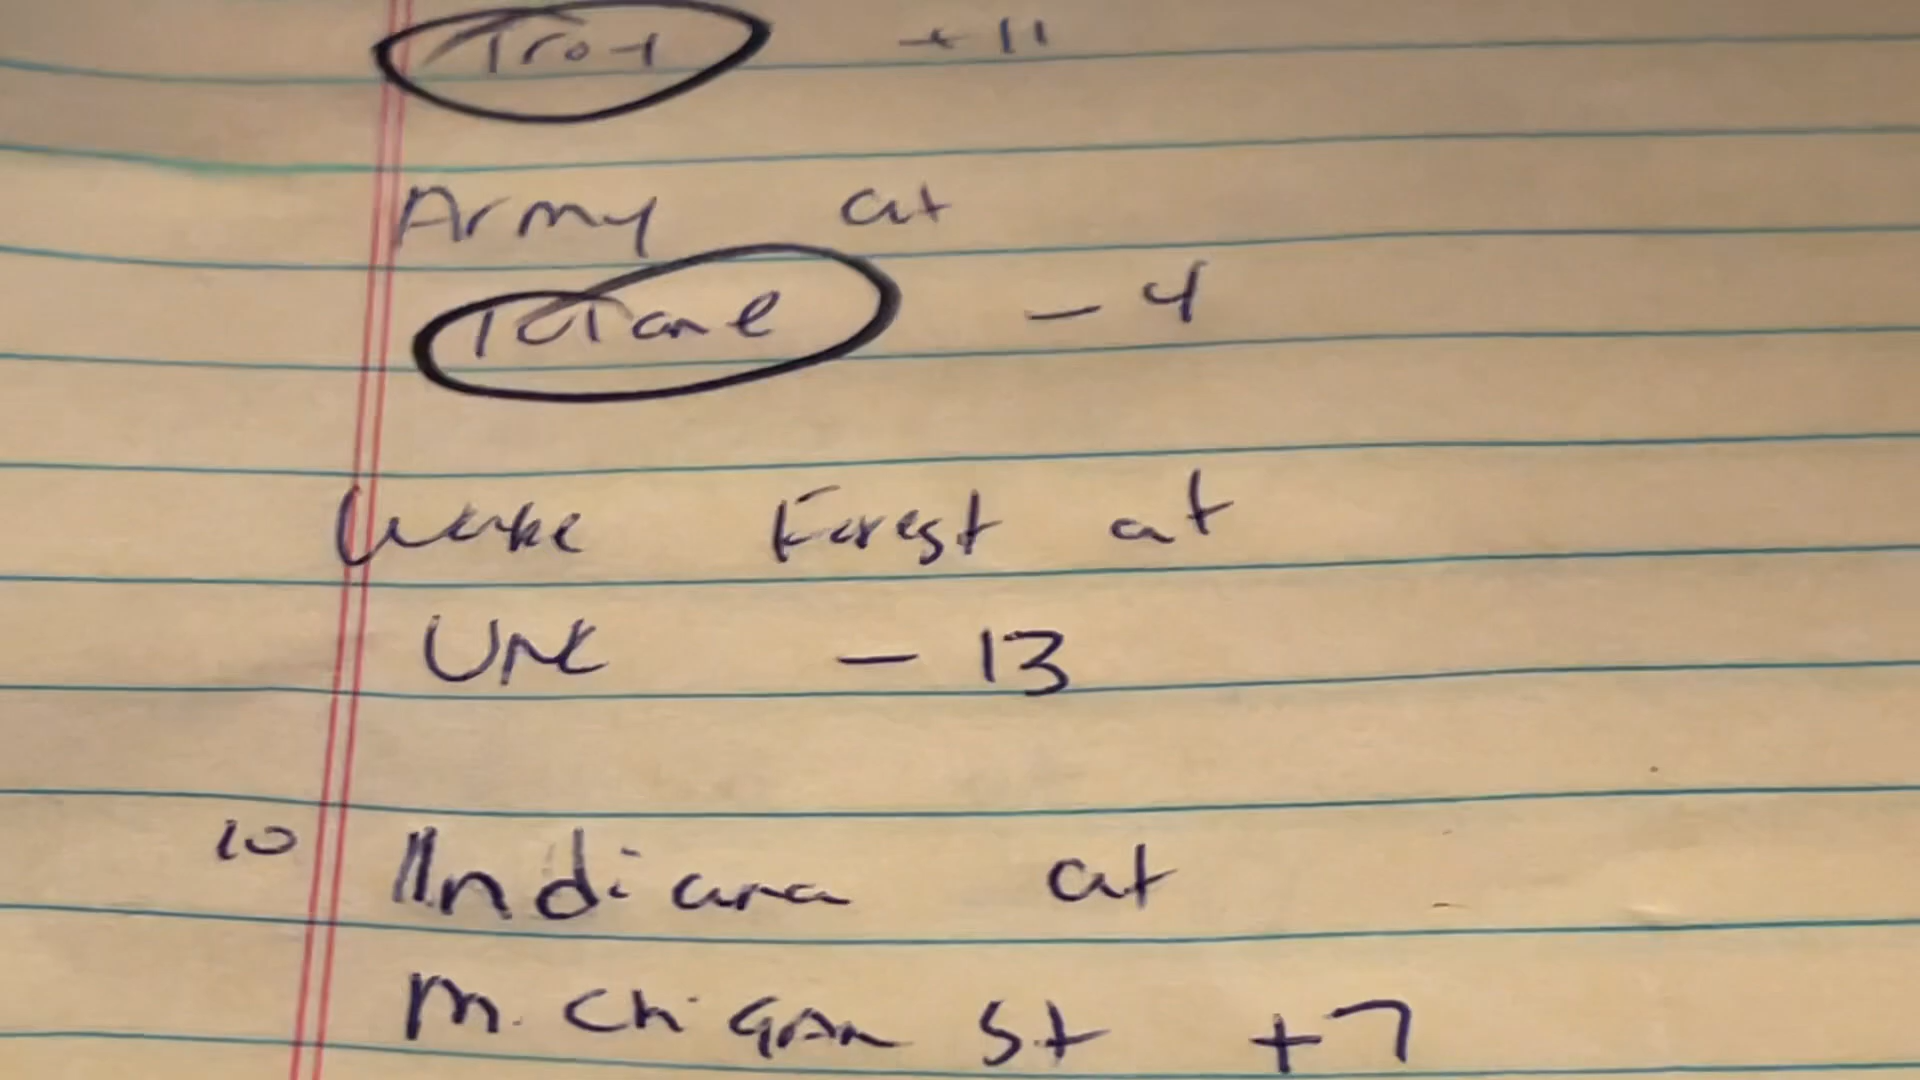 Troy +11
Army at
Tulane - 4
Wake Forest at
UNC - 13
10 Indiana at
Michigan St +7